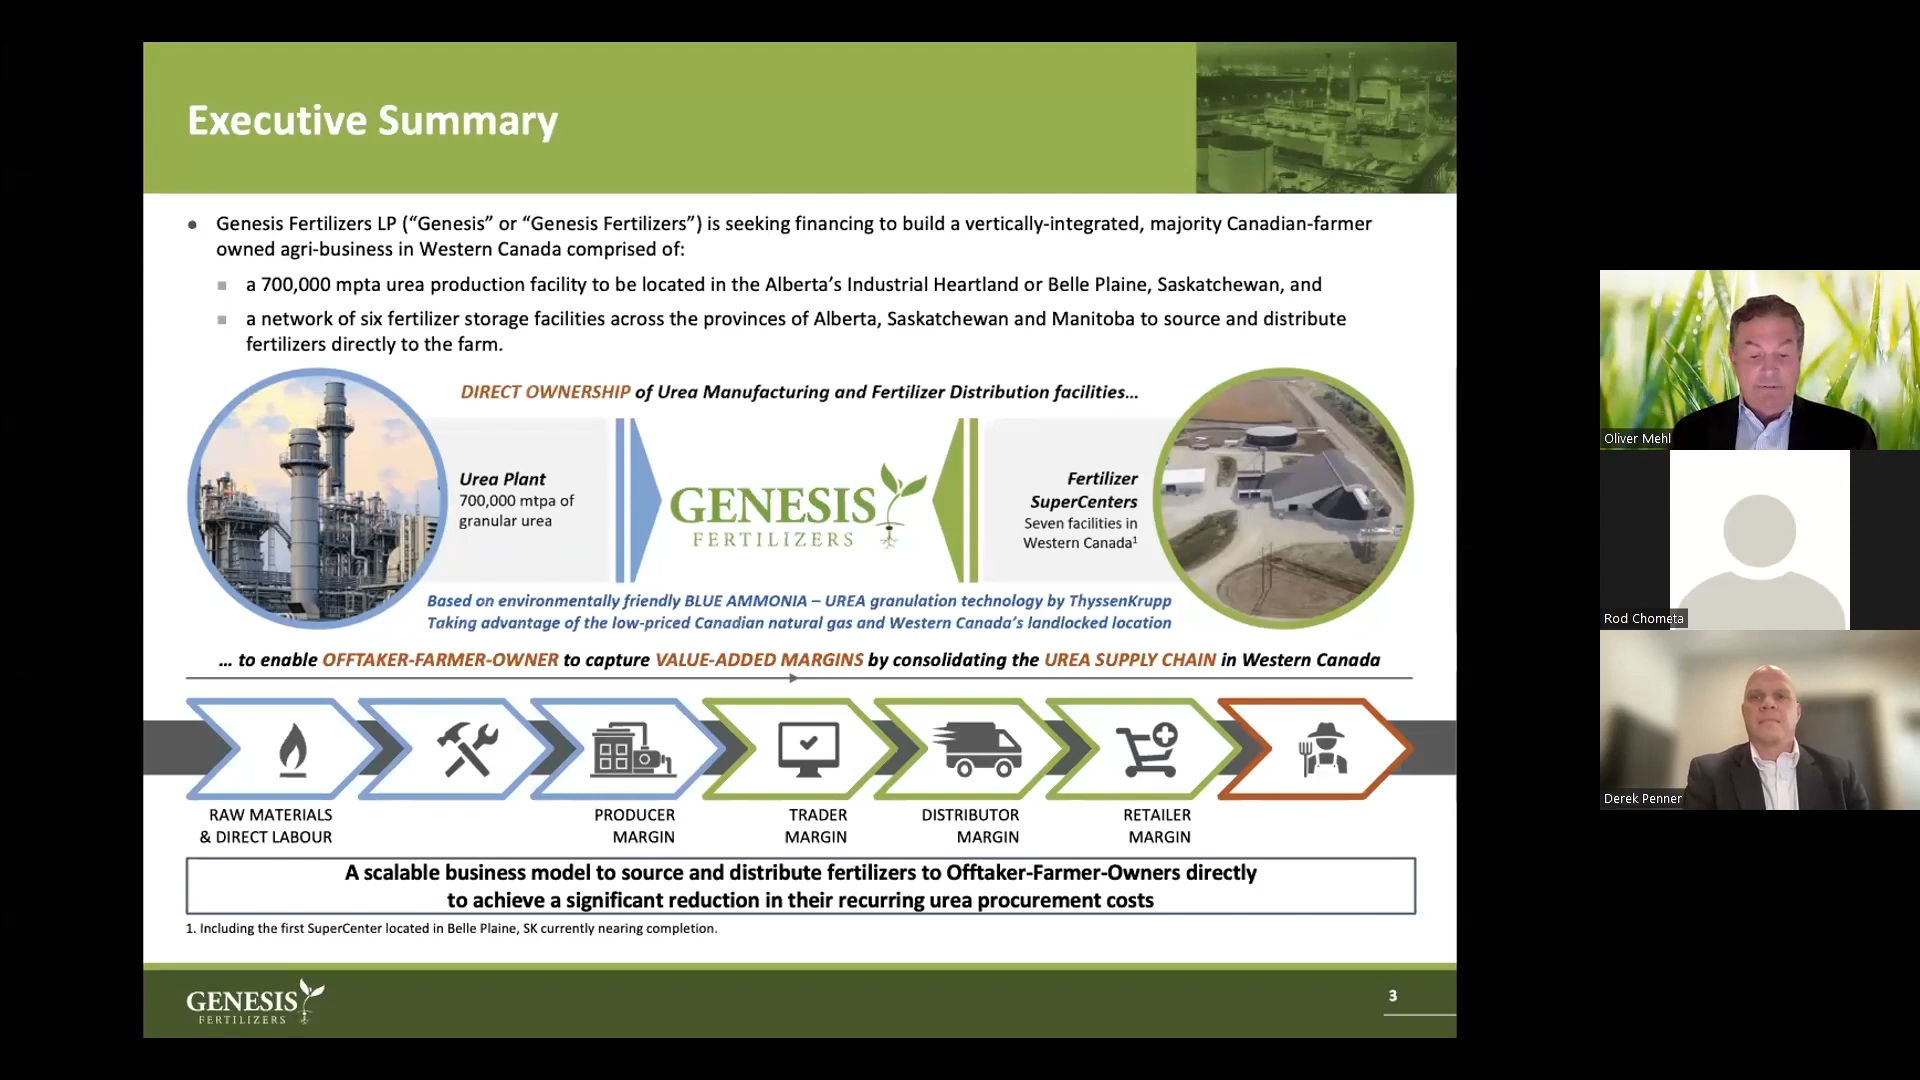 Executive Summary
Genesis Fertilizers LP (“Genesis” or “Genesis Fertilizers”) is seeking financing to build a vertically-integrated, majority Canadian-farmer
owned agri-business in Western Canada comprised of:
a 700,000 mpta urea production facility to be located in the Alberta’s Industrial Heartland or Belle Plaine, Saskatchewan, and
a network of six fertilizer storage facilities across the provinces of Alberta, Saskatchewan and Manitoba to source and distribute
fertilizers directly to the farm.
DIRECT OWNERSHIP of Urea Manufacturing and Fertilizer Distribution facilities...
Urea Plant
700,000 mtpa of
granular urea
GENESIS
FERTILIZERS
Fertilizer
SuperCenters
Seven facilities in
Western Canada¹
Based on environmentally friendly BLUE AMMONIA – UREA granulation technology by ThyssenKrupp
Taking advantage of the low-priced Canadian natural gas and Western Canada’s landlocked location
... to enable OFFTAKER-FARMER-OWNER to capture VALUE-ADDED MARGINS by consolidating the UREA SUPPLY CHAIN in Western Canada
RAW MATERIALS
& DIRECT LABOUR
PRODUCER
MARGIN
TRADER
MARGIN
DISTRIBUTOR
MARGIN
RETAILER
MARGIN
A scalable business model to source and distribute fertilizers to Offtaker-Farmer-Owners directly
to achieve a significant reduction in their recurring urea procurement costs
1. Including the first SuperCenter located in Belle Plaine, SK currently nearing completion.
GENESIS
FERTILIZERS
3
Oliver Mehl
Rod Chometa
Derek Penner